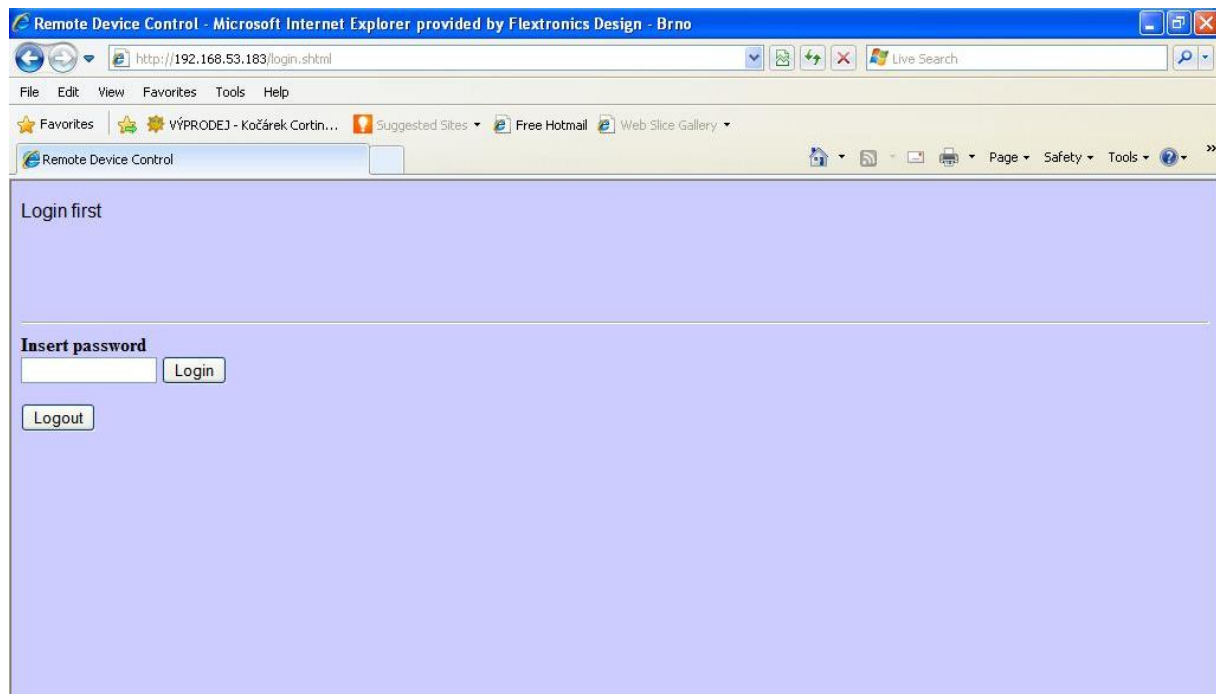 Remote Device Control - Microsoft Internet Explorer provided by Flextronics Design - Brno
http://192.168.53.183/login.shtml
Live Search
File Edit View Favorites Tools Help
Favorites VÝPRODEJ - Kočárek Cortin... Suggested Sites Free Hotmail Web Slice Gallery
Remote Device Control Page Safety Tools »
Login first
Insert password
Login
Logout